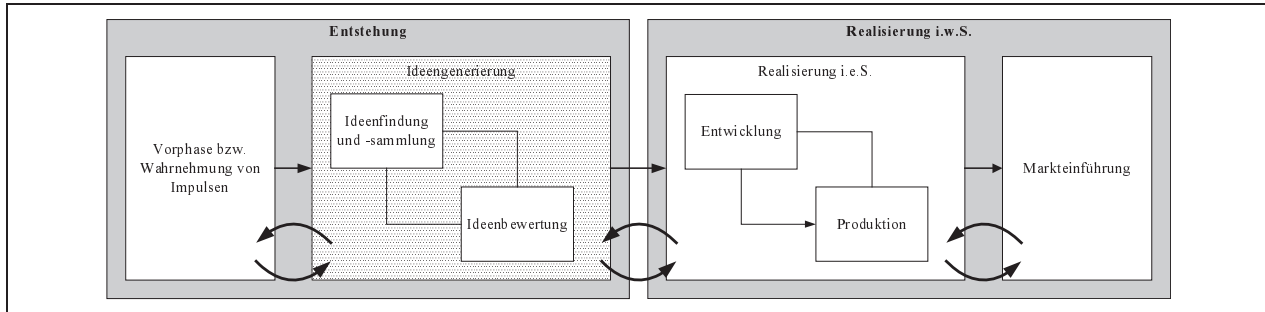 Entstehung
Realisierung i.w.S.
Ideengenerierung
Realisierung i.e.S.
Vorphase bzw.
Wahrnehmung von
Impulsen
Ideenfindung
und -sammlung
Ideenbewertung
Entwicklung
Produktion
Markteinführung